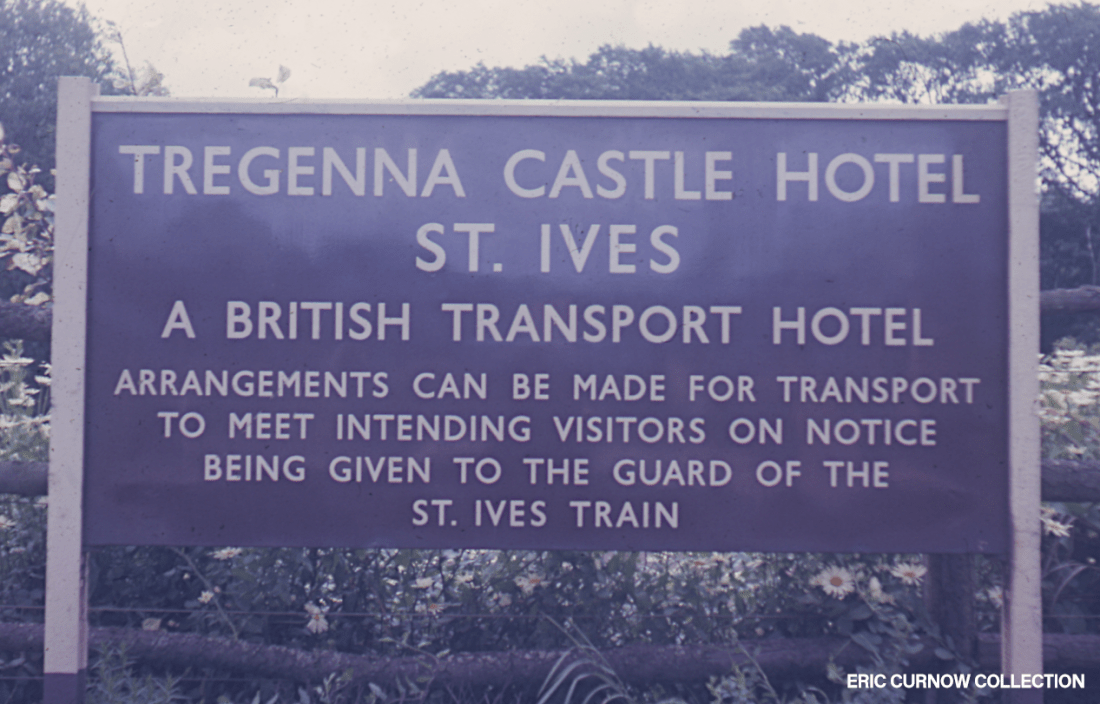 TREGENNA CASTLE HOTEL
ST. IVES
A BRITISH TRANSPORT HOTEL
ARRANGEMENTS CAN BE MADE FOR TRANSPORT
TO MEET INTENDING VISITORS ON NOTICE
BEING GIVEN TO THE GUARD OF THE
ST. IVES TRAIN
ERIC CURNOW COLLECTION